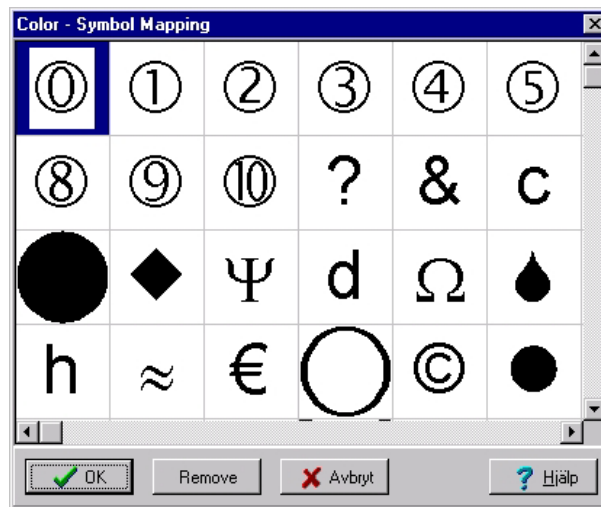 Color - Symbol Mapping
⓪ ① ② ③ ④ ⑤
⑧ ⑨ ⑩ ? & c
● ◆ Ψ d Ω
h ≈ € ○ © ●
OK Remove Avbryt Hjälp